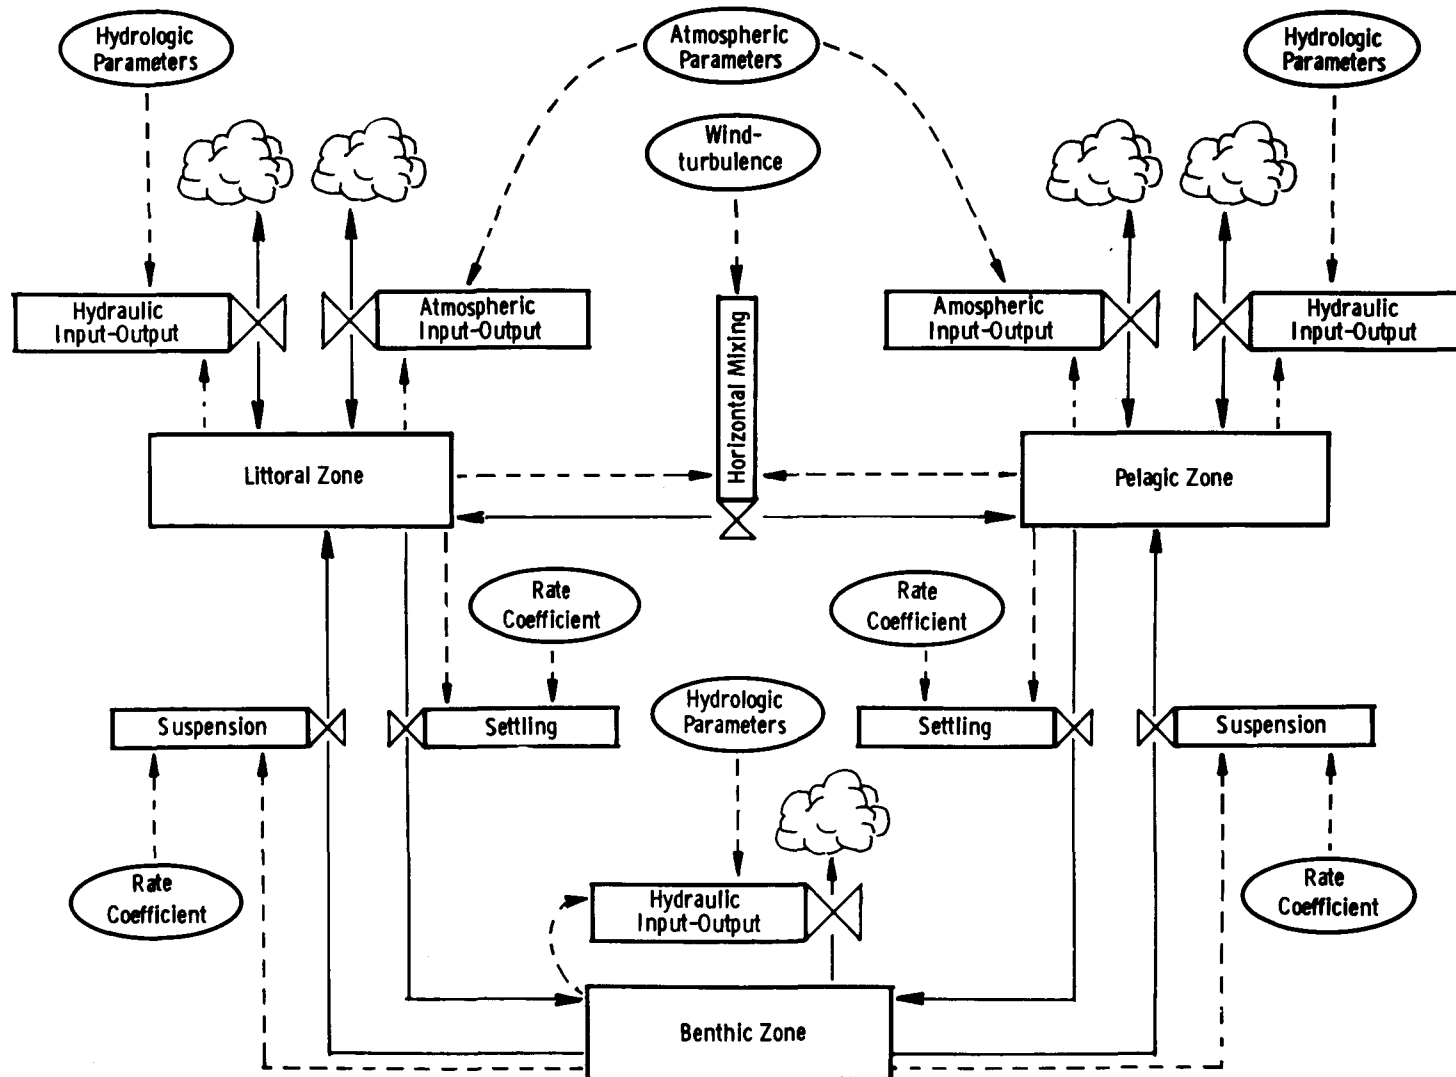 Hydrologic
Parameters
Atmospheric
Parameters
Hydrologic
Parameters
Wind-
turbulence
Hydraulic
Input-Output
Atmospheric
Input-Output
Horizontal Mixing
Amospheric
Input-Output
Hydraulic
Input-Output
Littoral Zone
Pelagic Zone
Rate
Coefficient
Rate
Coefficient
Suspension
Settling
Hydrologic
Parameters
Settling
Suspension
Rate
Coefficient
Hydraulic
Input-Output
Rate
Coefficient
Benthic Zone